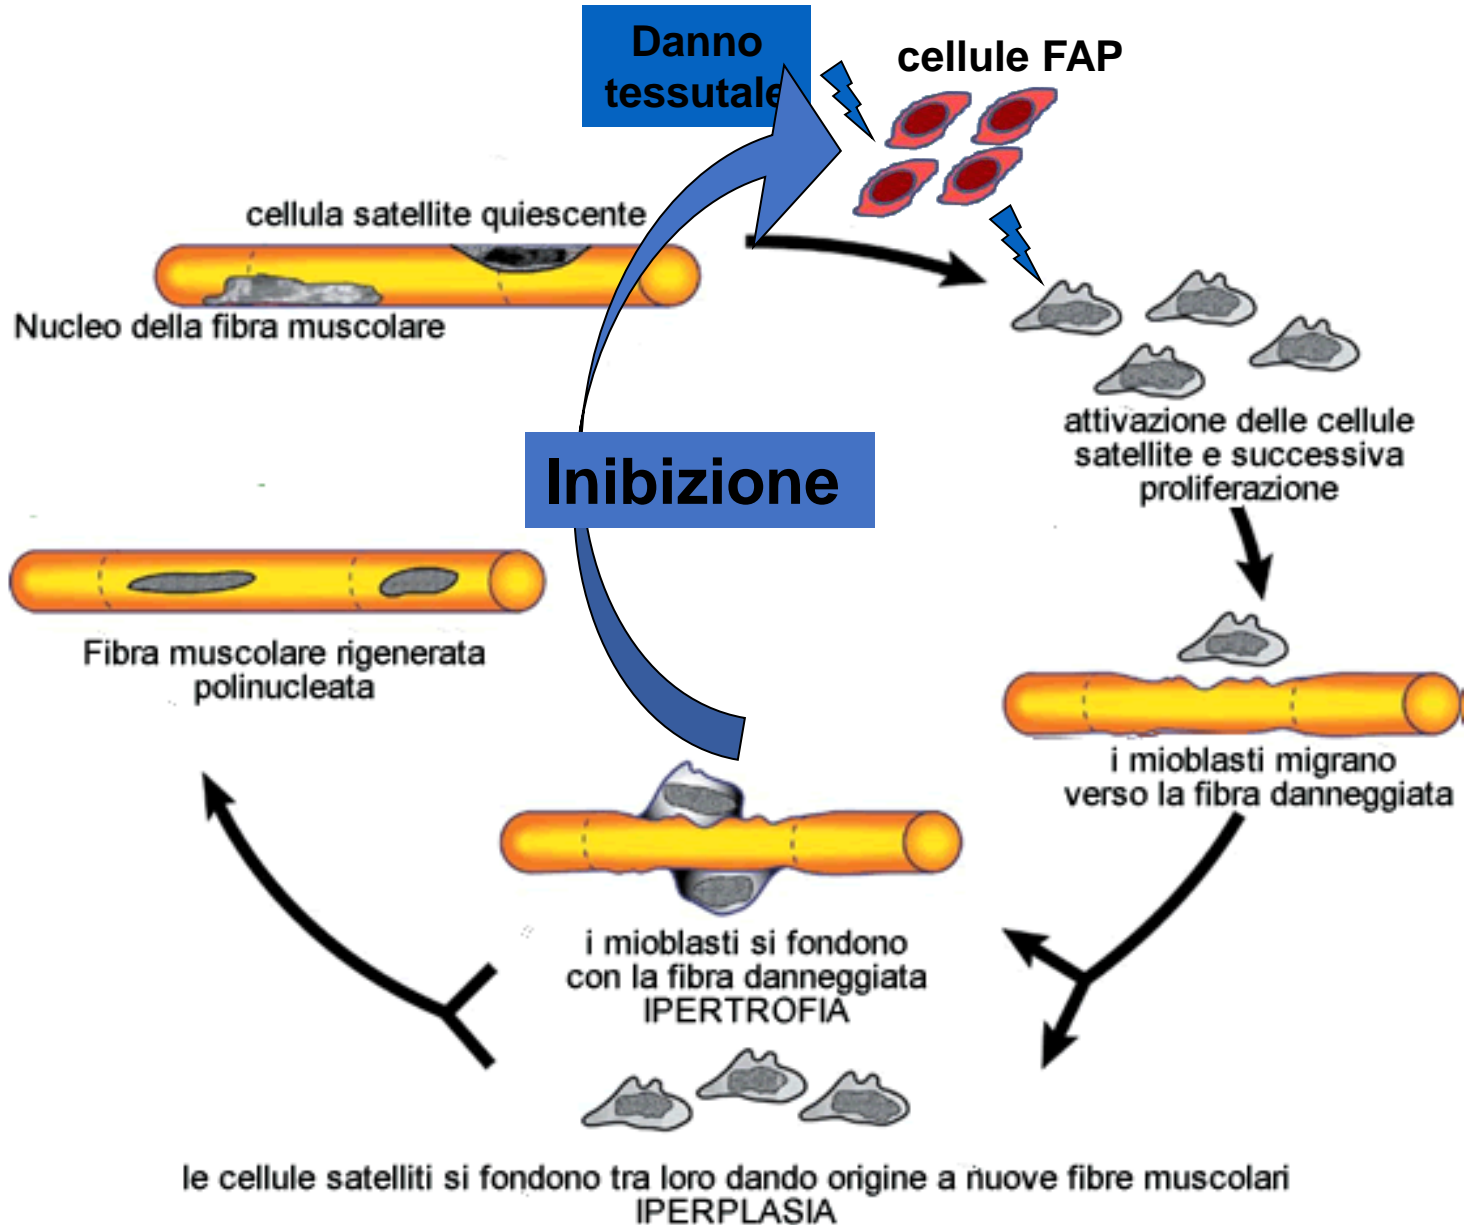 Danno
tessutale
cellule FAP
cellula satellite quiescente
Nucleo della fibra muscolare
attivazione delle cellule
satellite e successiva
proliferazione
Inibizione
Fibra muscolare rigenerata
polinucleata
i mioblasti migrano
verso la fibra danneggiata
i mioblasti si fondono
con la fibra danneggiata
IPERTROFIA
le cellule satelliti si fondono tra loro dando origine a nuove fibre muscolari
IPERPLASIA